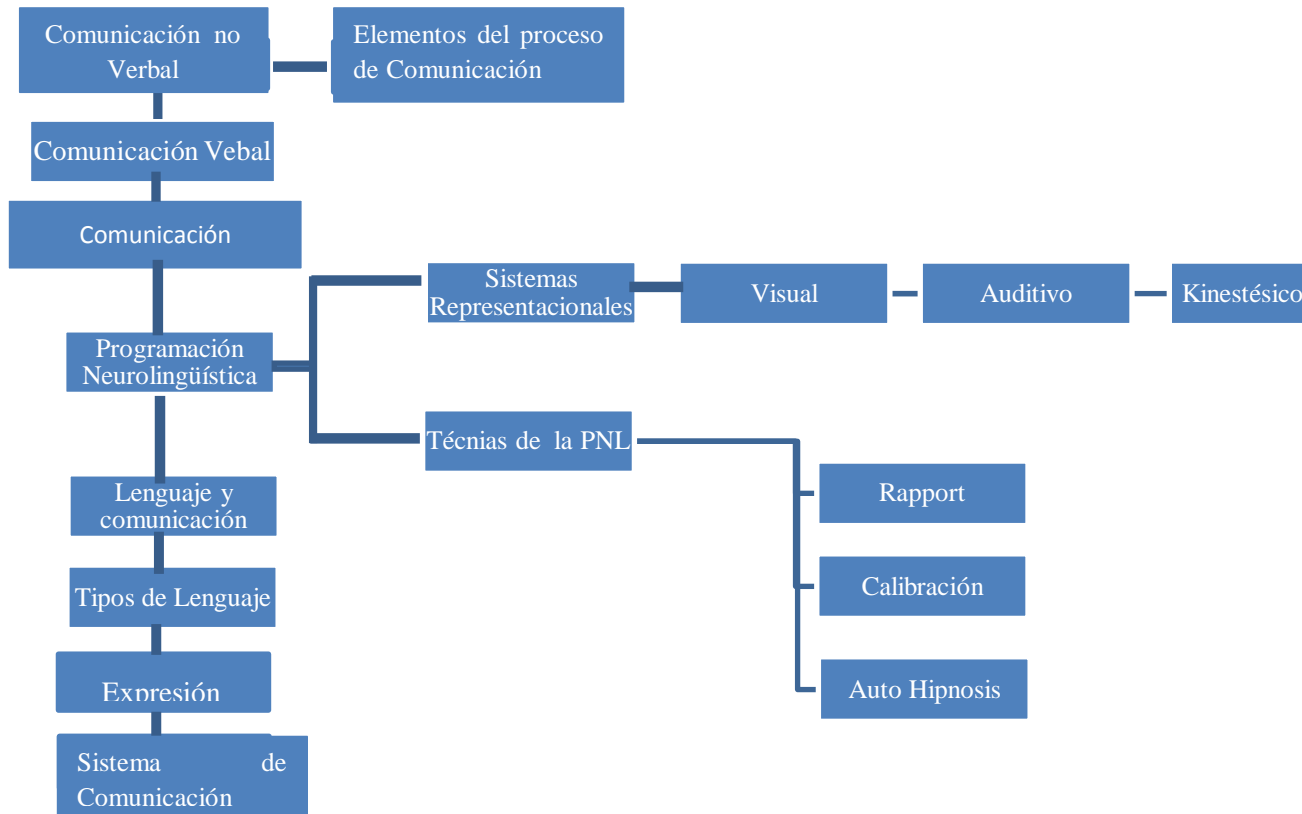 Comunicación no
Verbal
Elementos del proceso
de Comunicación
Comunicación Vebal
Comunicación
Sistemas
Representacionales
Visual
Auditivo
Kinestésico
Programación
Neurolingüística
Técnias de la PNL
Rapport
Lenguaje y
comunicación
Calibración
Tipos de Lenguaje
Expresión
Auto Hipnosis
Sistema de
Comunicación